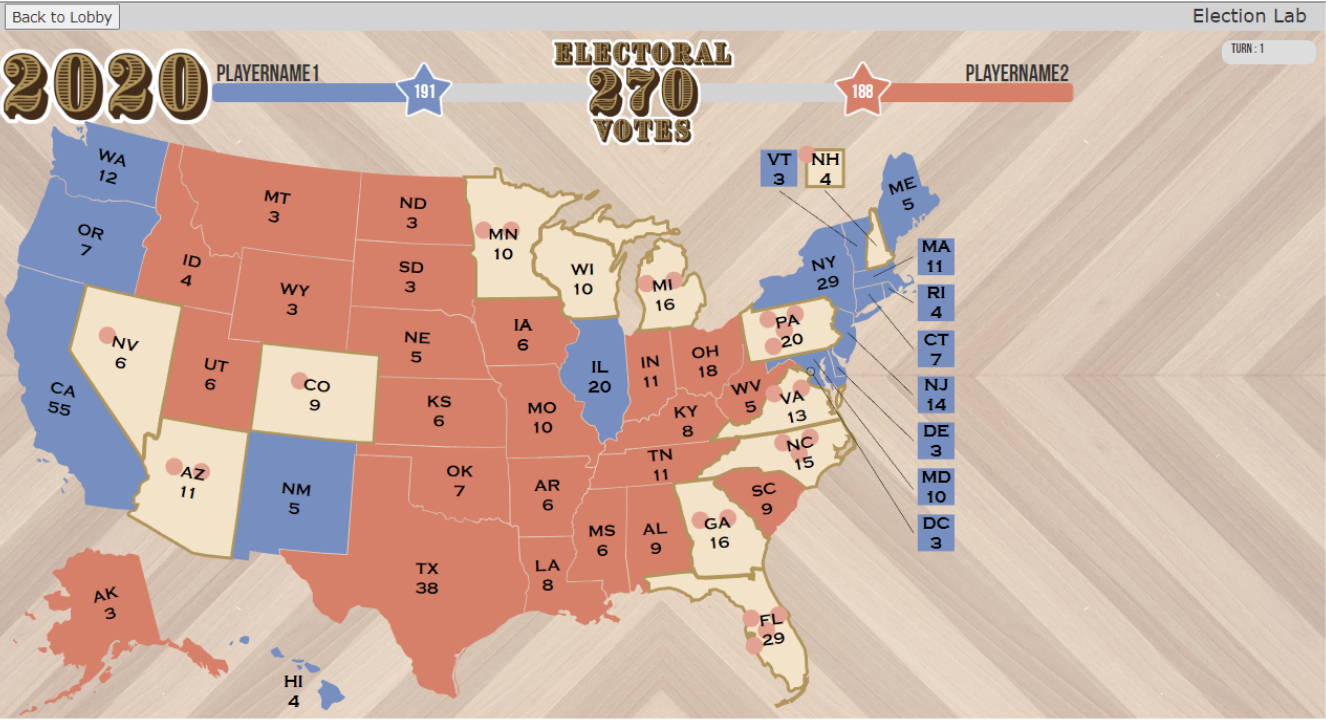 Back to Lobby
Election Lab
2020
PLAYERNAME1
191
ELECTORAL
270
VOTES
188
PLAYERNAME2
TURN : 1
WA
12
OR
7
CA
55
NV
6
ID
4
MT
3
WY
3
UT
6
AZ
11
CO
9
NM
5
ND
3
SD
3
NE
5
KS
6
OK
7
TX
38
MN
10
IA
6
MO
10
AR
6
LA
8
WI
10
IL
20
MI
16
IN
11
OH
18
KY
8
TN
11
MS
6
AL
9
GA
16
FL
29
SC
9
NC
15
VA
13
WV
5
PA
20
NY
29
VT
3
NH
4
ME
5
MA
11
RI
4
CT
7
NJ
14
DE
3
MD
10
DC
3
AK
3
HI
4